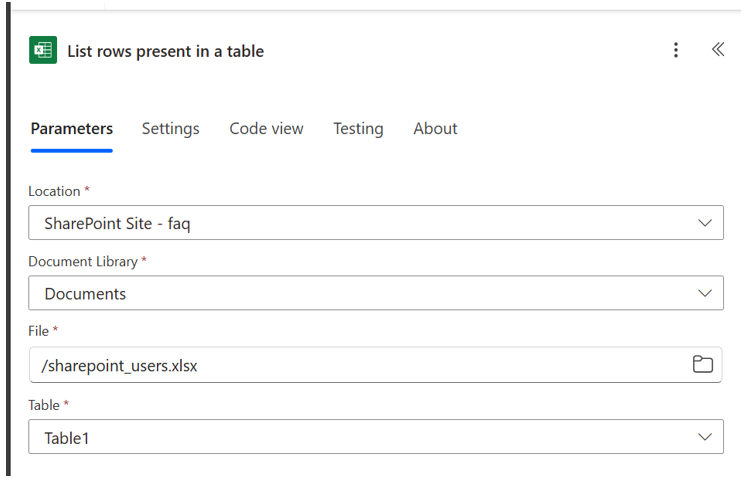 List rows present in a table
Parameters Settings Code view Testing About
Location *
SharePoint Site - faq
Document Library *
Documents
File *
/sharepoint_users.xlsx
Table *
Table1